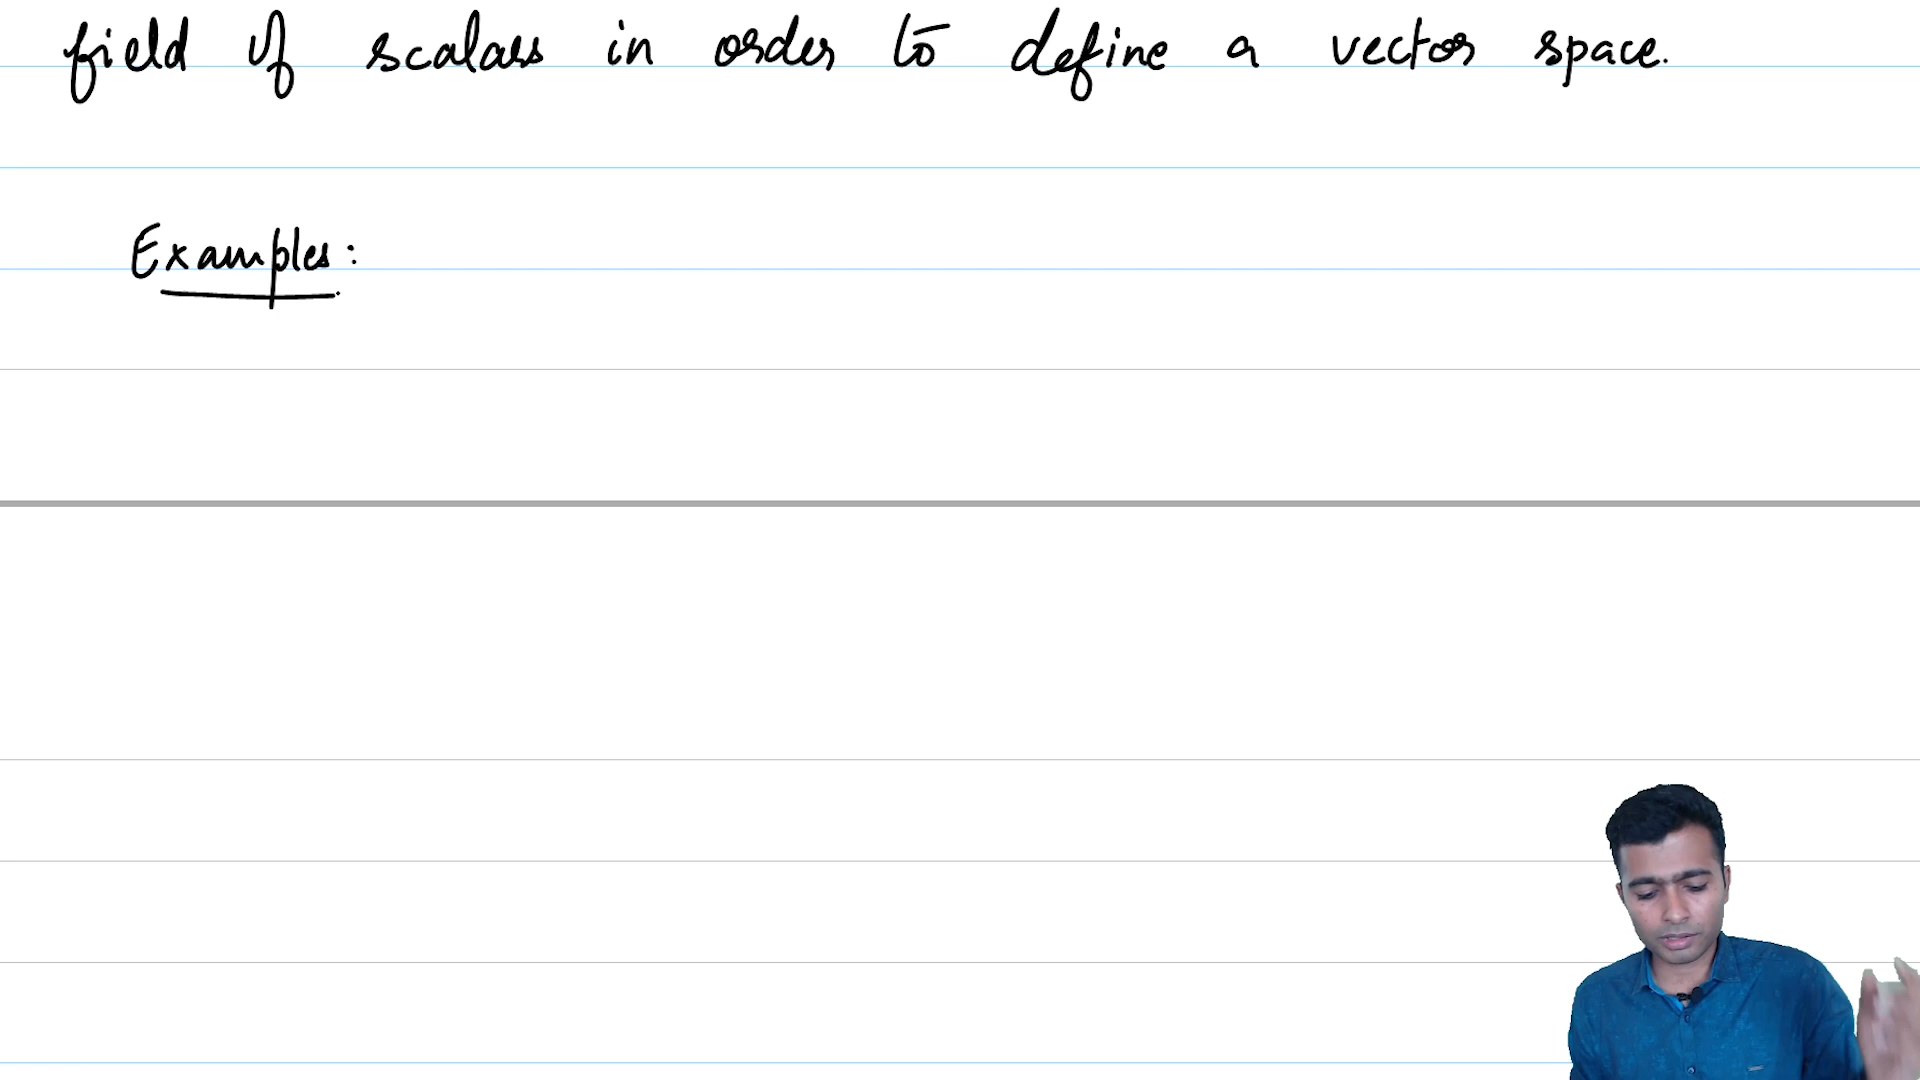 field of scalars in order to define a vector space.
Examples: